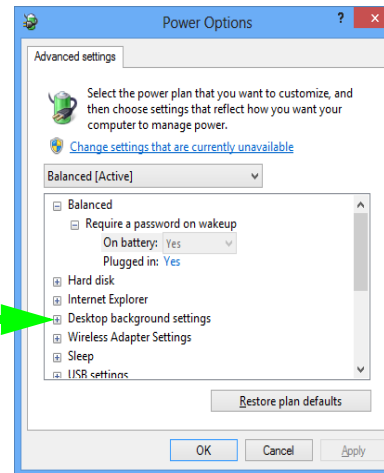 Power Options
?
x
Advanced settings
Select the power plan that you want to customize, and
then choose settings that reflect how you want your
computer to manage power.
Change settings that are currently unavailable
Balanced [Active]
Balanced
Require a password on wakeup
On battery: Yes
Plugged in: Yes
Hard disk
Internet Explorer
Desktop background settings
Wireless Adapter Settings
Sleep
USB settings
Restore plan defaults
OK Cancel Apply